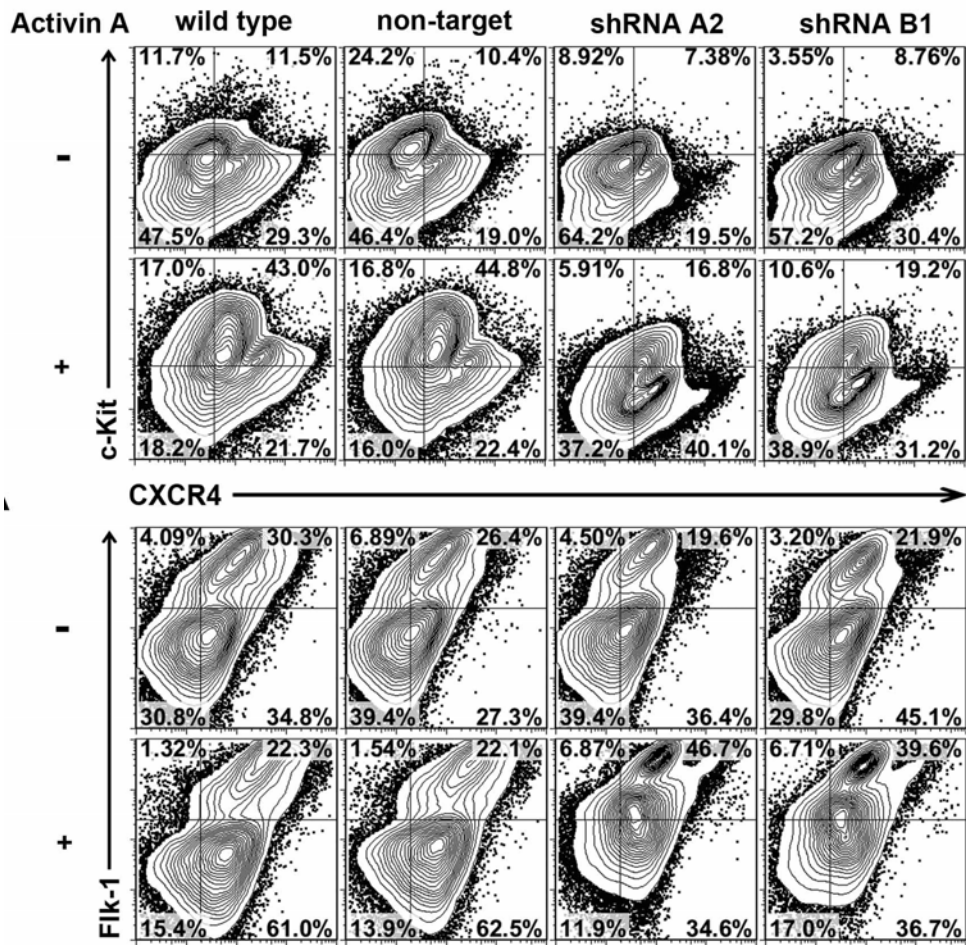 Activin A wild type non-target shRNA A2 shRNA B1
11.7% 11.5% 24.2% 10.4% 8.92% 7.38% 3.55% 8.76%
-
47.5% 29.3% 46.4% 19.0% 64.2% 19.5% 57.2% 30.4%
17.0% 43.0% 16.8% 44.8% 5.91% 16.8% 10.6% 19.2%
+
c-Kit
18.2% 21.7% 16.0% 22.4% 37.2% 40.1% 38.9% 31.2%
CXCR4
4.09% 30.3% 6.89% 26.4% 4.50% 19.6% 3.20% 21.9%
-
30.8% 34.8% 39.4% 27.3% 39.4% 36.4% 29.8% 45.1%
1.32% 22.3% 1.54% 22.1% 6.87% 46.7% 6.71% 39.6%
+
Flk-1
15.4% 61.0% 13.9% 62.5% 11.9% 34.6% 17.0% 36.7%